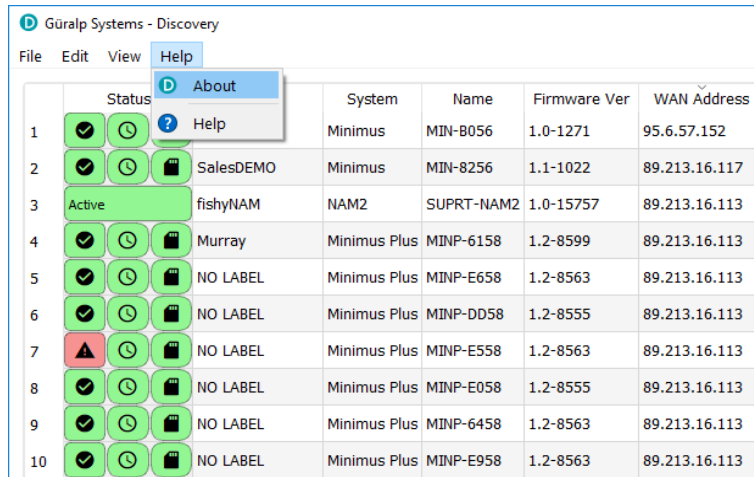 Güralp Systems - Discovery
File Edit View Help
About
Help
Status System Name Firmware Ver WAN Address
1 Minimus MIN-B056 1.0-1271 95.6.57.152
2 SalesDEMO Minimus MIN-8256 1.1-1022 89.213.16.117
3 Active fishyNAM NAM2 SUPRT-NAM2 1.0-15757 89.213.16.113
4 Murray Minimus Plus MINP-6158 1.2-8599 89.213.16.113
5 NO LABEL Minimus Plus MINP-E658 1.2-8563 89.213.16.113
6 NO LABEL Minimus Plus MINP-DD58 1.2-8555 89.213.16.113
7 NO LABEL Minimus Plus MINP-E558 1.2-8563 89.213.16.113
8 NO LABEL Minimus Plus MINP-E058 1.2-8555 89.213.16.113
9 NO LABEL Minimus Plus MINP-6458 1.2-8563 89.213.16.113
10 NO LABEL Minimus Plus MINP-E958 1.2-8563 89.213.16.113